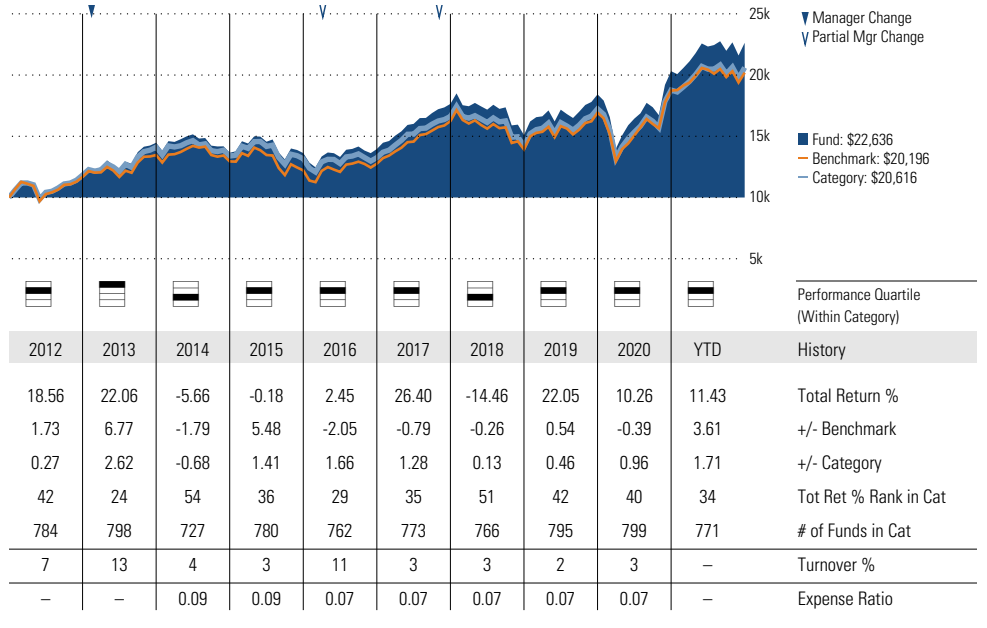 25k
Manager Change
Partial Mgr Change
20k
15k
Fund: $22,636
Benchmark: $20,196
Category: $20,616
10k
5k
Performance Quartile
(Within Category)
2012 2013 2014 2015 2016 2017 2018 2019 2020 YTD History
18.56 22.06 -5.66 -0.18 2.45 26.40 -14.46 22.05 10.26 11.43 Total Return %
1.73 6.77 -1.79 5.48 -2.05 -0.79 -0.26 0.54 -0.39 3.61 +/- Benchmark
0.27 2.62 -0.68 1.41 1.66 1.28 0.13 0.46 0.96 1.71 +/- Category
42 24 54 36 29 35 51 42 40 34 Tot Ret % Rank in Cat
784 798 727 780 762 773 766 795 799 771 # of Funds in Cat
7 13 4 3 11 3 3 2 3 – Turnover %
– – 0.09 0.09 0.07 0.07 0.07 0.07 0.07 – Expense Ratio